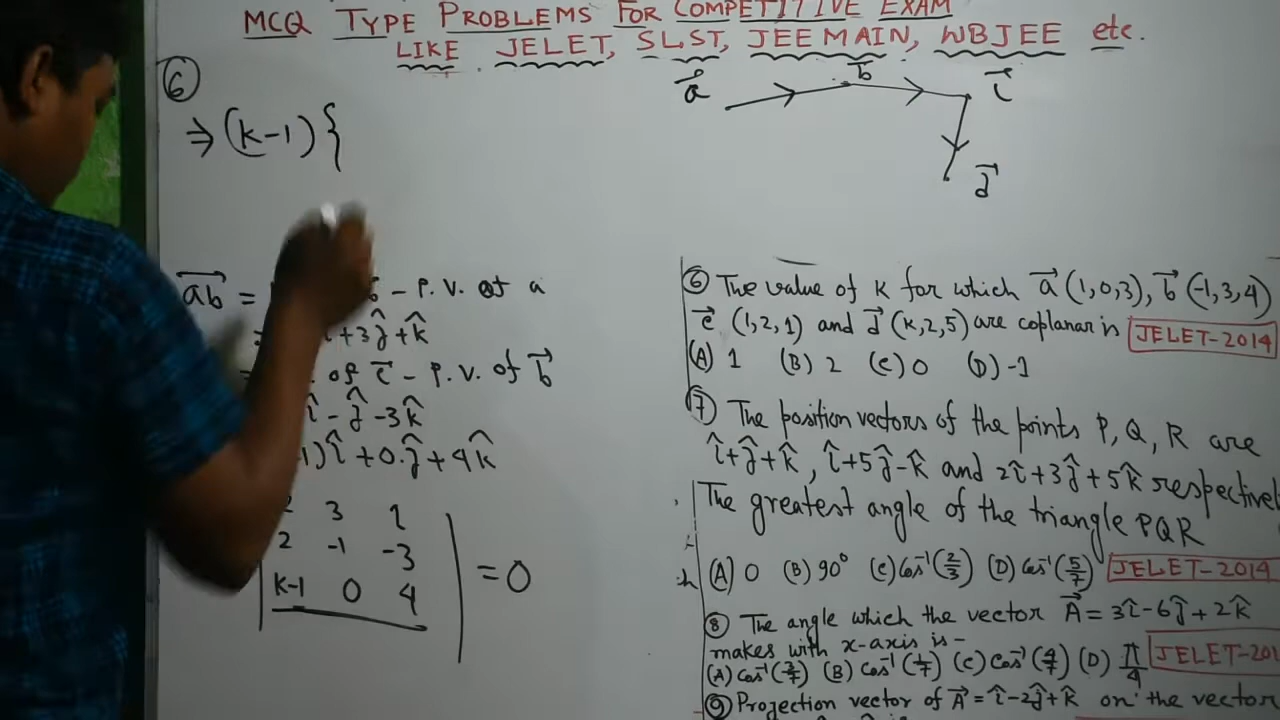 MCQ TYPE PROBLEMS FOR COMPETITIVE EXAM
LIKE JELET, SLST, JEE MAIN, WBJEE etc.
⑥
⇒ (k-1) {
a⃗ b⃗ c⃗
d⃗
ab⃗ = – P.V. of a
+3ĵ+k̂
of c⃗ – P.V. of b⃗
î - ĵ -3k̂
1)î +0.ĵ + 4k̂
2 3 1
2 -1 -3 = 0
k-1 0 4
⑥ The value of K for which a⃗ (1,0,3), b⃗ (-1,3,4)
c⃗ (1,2,1) and d⃗ (K,2,5) are coplanar is JELET-2014
(A) 1 (B) 2 (C) 0 (D) -1
⑦ The position vectors of the points P, Q, R are
î+ĵ+k̂, î+5ĵ-k̂ and 2î+3ĵ+5k̂ respectivel
The greatest angle of the triangle PQR
(A) 0 (B) 90° (C) cos⁻¹(2/3) (D) cos⁻¹(5/7) JELET-2014
⑧ The angle which the vector A⃗ = 3î-6ĵ+2k̂
makes with x-axis is-
(A) cos⁻¹(3/7) (B) cos⁻¹(1/7) (C) cos⁻¹(4/7) (D) π/4 JELET-201
⑨ Projection vector of A⃗ = î-2ĵ+k̂ on the vector